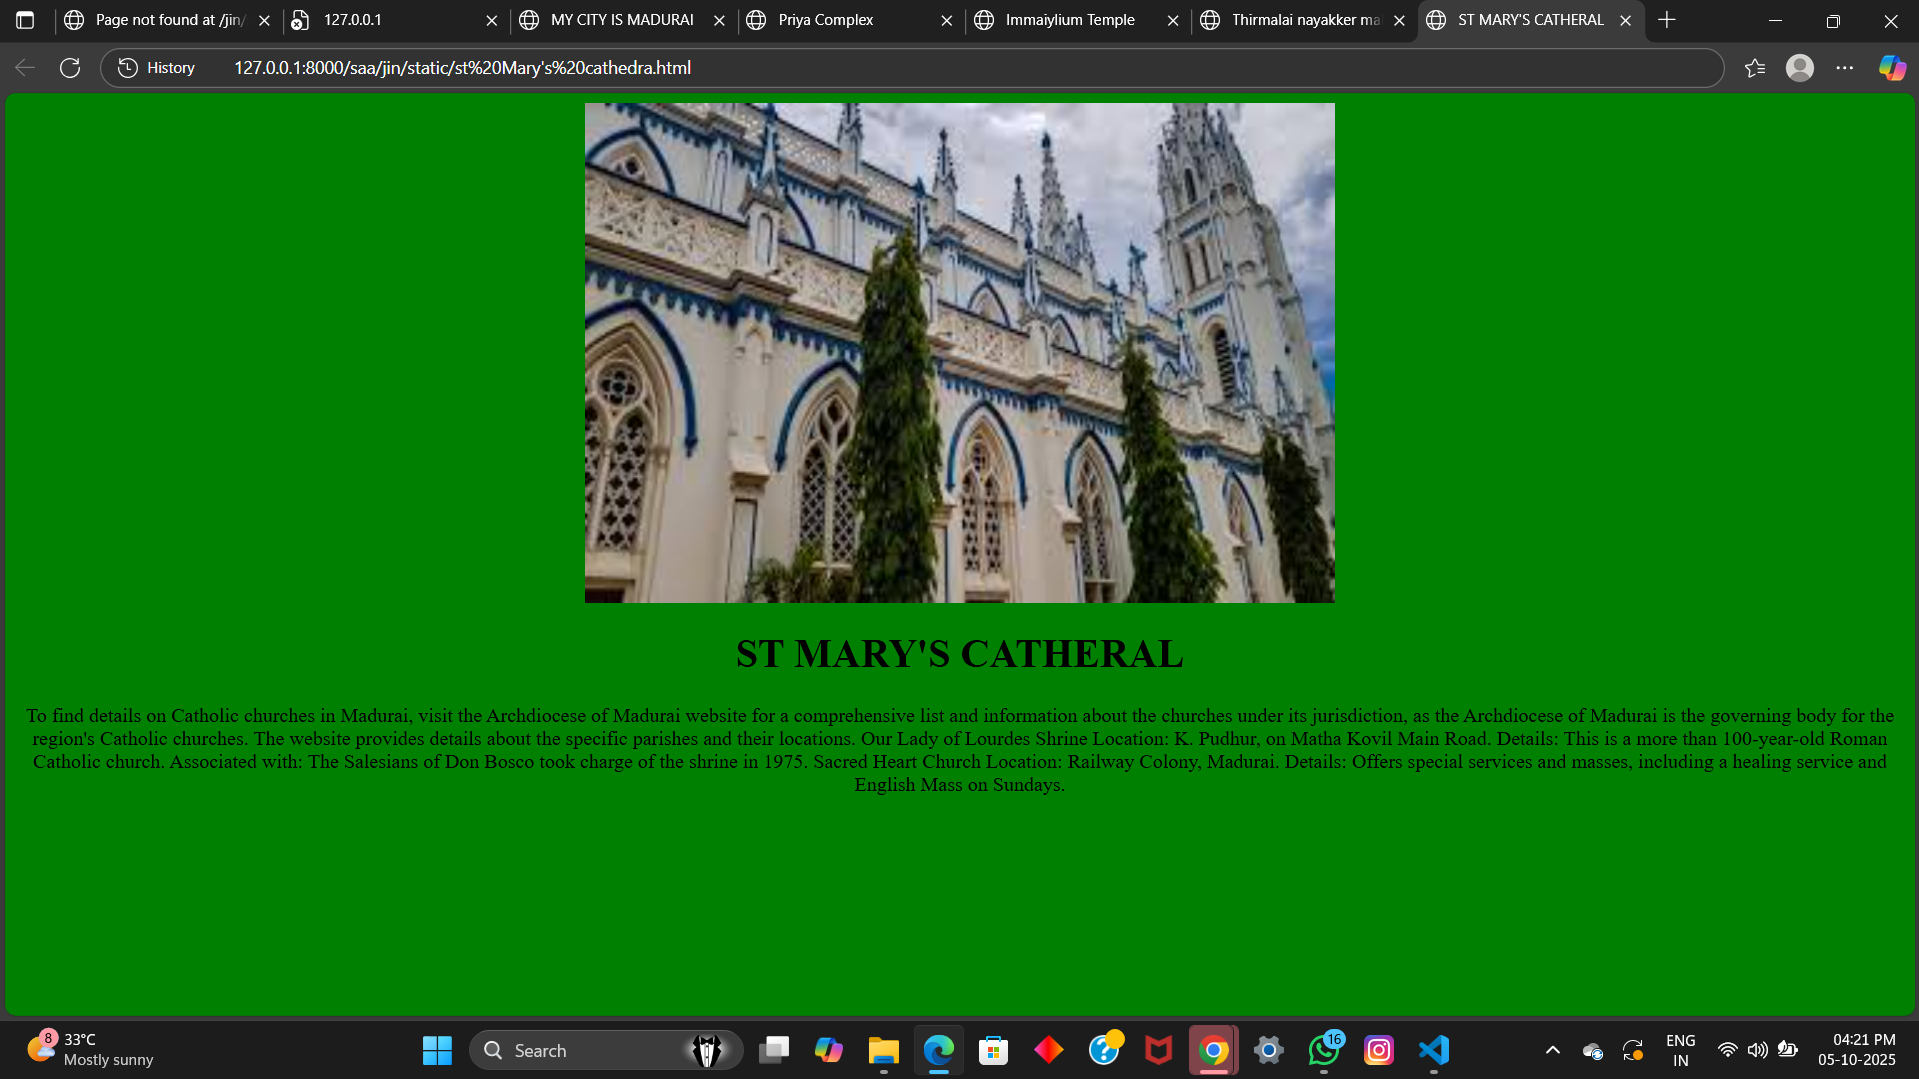 Page not found at /jin/
127.0.0.1
MY CITY IS MADURAI
Priya Complex
Immaiylium Temple
Thirmalai nayakker ma
ST MARY'S CATHERAL
History
127.0.0.1:8000/saa/jin/static/st%20Mary's%20cathedra.html
ST MARY'S CATHERAL
To find details on Catholic churches in Madurai, visit the Archdiocese of Madurai website for a comprehensive list and information about the churches under its jurisdiction, as the Archdiocese of Madurai is the governing body for the
region's Catholic churches. The website provides details about the specific parishes and their locations. Our Lady of Lourdes Shrine Location: K. Pudhur, on Matha Kovil Main Road. Details: This is a more than 100-year-old Roman
Catholic church. Associated with: The Salesians of Don Bosco took charge of the shrine in 1975. Sacred Heart Church Location: Railway Colony, Madurai. Details: Offers special services and masses, including a healing service and
English Mass on Sundays.
8
33°C
Mostly sunny
Search
16
ENG
IN
04:21 PM
05-10-2025